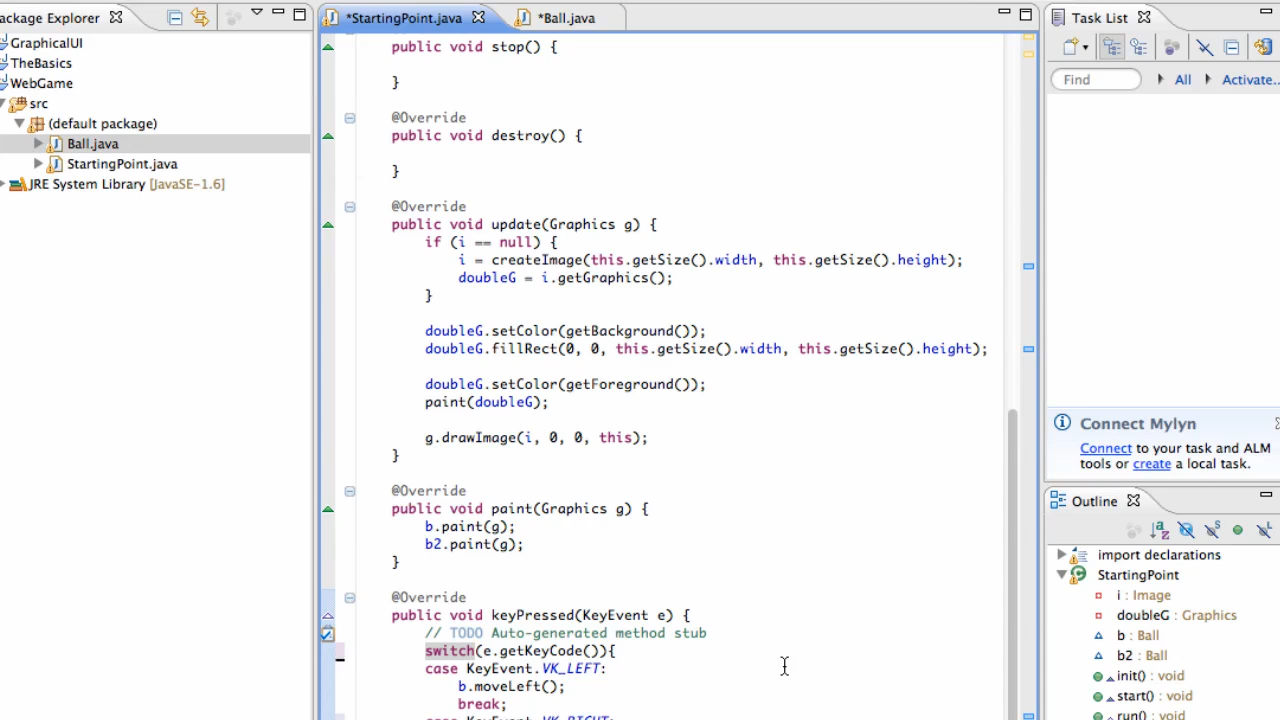 ackage Explorer
GraphicalUI
TheBasics
WebGame
src
(default package)
Ball.java
StartingPoint.java
JRE System Library [JavaSE-1.6]
*StartingPoint.java
*Ball.java
public void stop() {
}
@Override
public void destroy() {
}
@Override
public void update(Graphics g) {
if (i == null) {
i = createImage(this.getSize().width, this.getSize().height);
doubleG = i.getGraphics();
}
doubleG.setColor(getBackground());
doubleG.fillRect(0, 0, this.getSize().width, this.getSize().height);
doubleG.setColor(getForeground());
paint(doubleG);
g.drawImage(i, 0, 0, this);
}
@Override
public void paint(Graphics g) {
b.paint(g);
b2.paint(g);
}
@Override
public void keyPressed(KeyEvent e) {
// TODO Auto-generated method stub
switch(e.getKeyCode()){
case KeyEvent.VK_LEFT:
b.moveLeft();
break;
case KeyEvent.VK_RIGHT:
Task List
Find
All
Activate..
Connect Mylyn
Connect to your task and ALM
tools or create a local task.
Outline
import declarations
StartingPoint
i : Image
doubleG : Graphics
b : Ball
b2 : Ball
init() : void
start() : void
run() : void